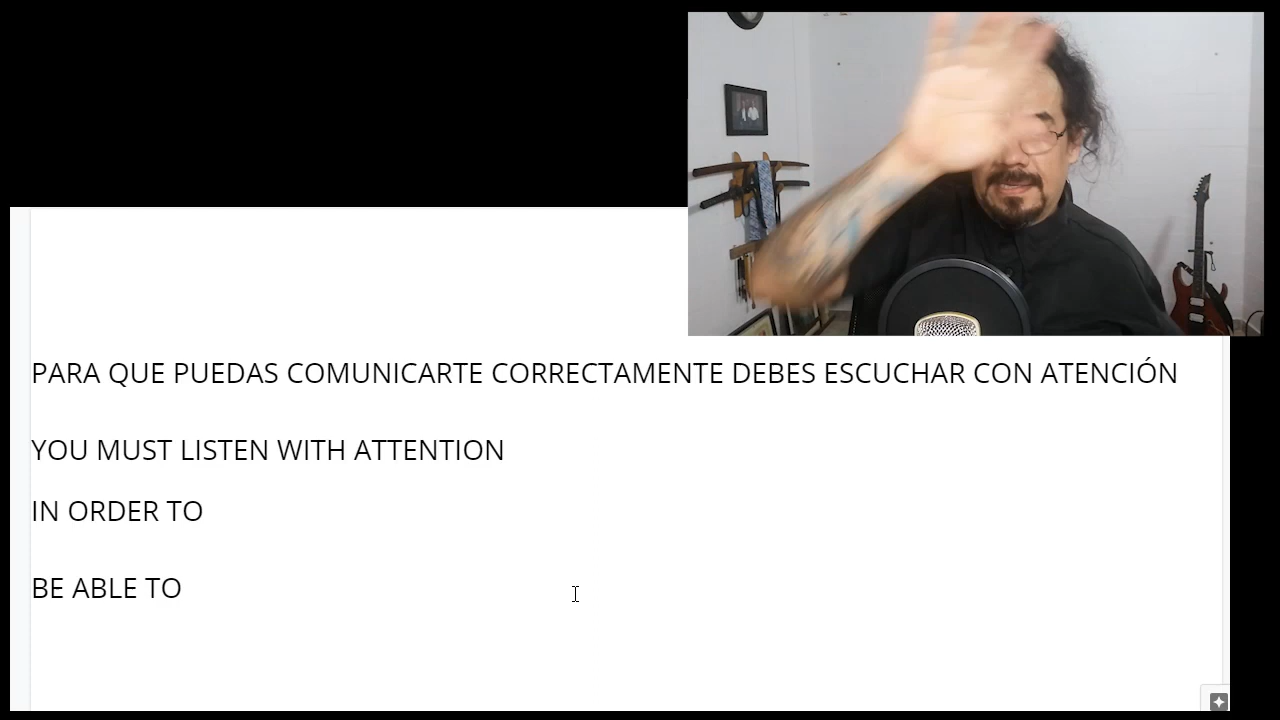 PARA QUE PUEDAS COMUNICARTE CORRECTAMENTE DEBES ESCUCHAR CON ATENCIÓN
YOU MUST LISTEN WITH ATTENTION
IN ORDER TO
BE ABLE TO